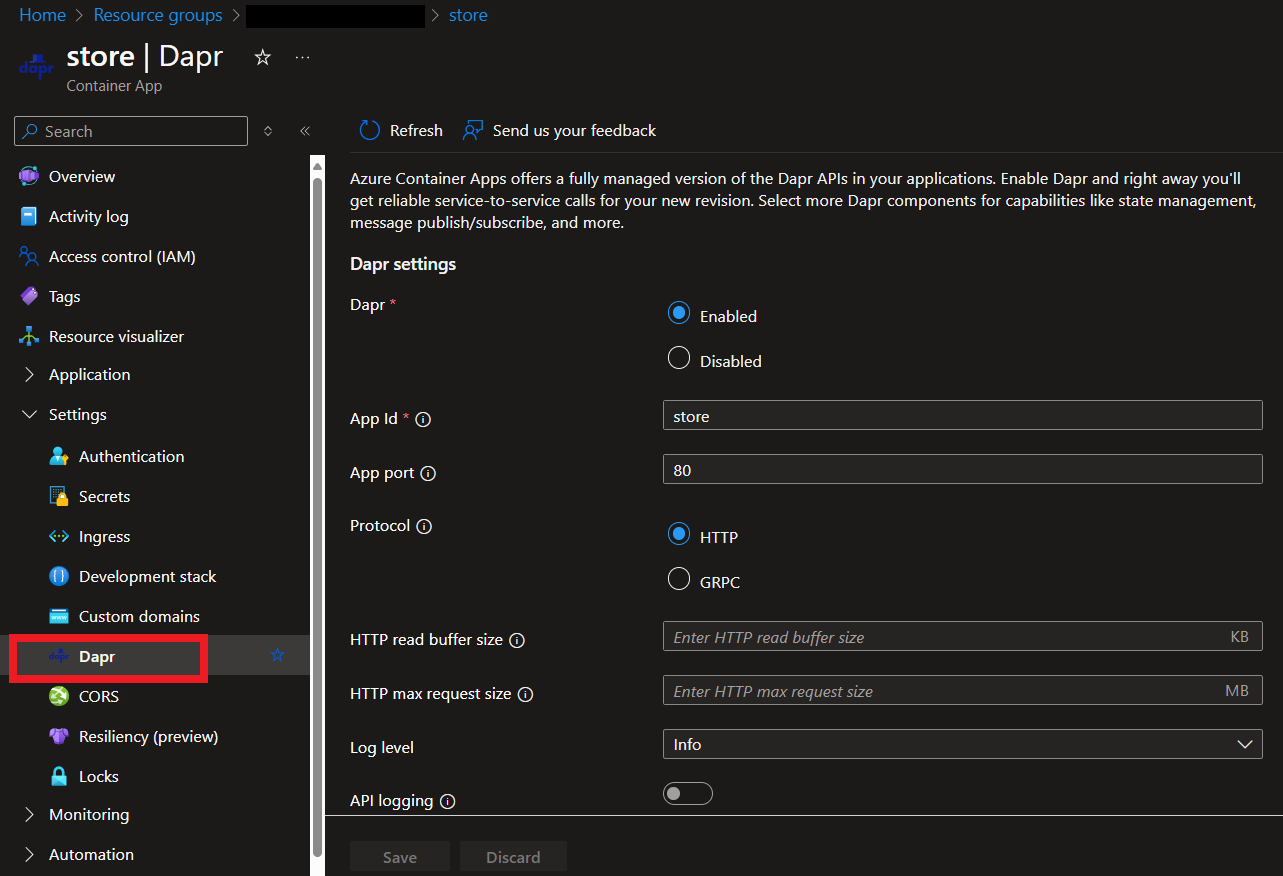 Home > Resource groups > > store
dapr
store | Dapr
Container App
Search
Overview
Activity log
Access control (IAM)
Tags
Resource visualizer
Application
Settings
Authentication
Secrets
Ingress
Development stack
www
Custom domains
dapr
Dapr
CORS
Resiliency (preview)
Locks
Monitoring
Automation
Refresh
Send us your feedback
Azure Container Apps offers a fully managed version of the Dapr APIs in your applications. Enable Dapr and right away you'll
get reliable service-to-service calls for your new revision. Select more Dapr components for capabilities like state management,
message publish/subscribe, and more.
Dapr settings
Dapr *
Enabled
Disabled
App Id *
store
App port
80
Protocol
HTTP
GRPC
HTTP read buffer size
Enter HTTP read buffer size KB
HTTP max request size
Enter HTTP max request size MB
Log level
Info
API logging
Save
Discard